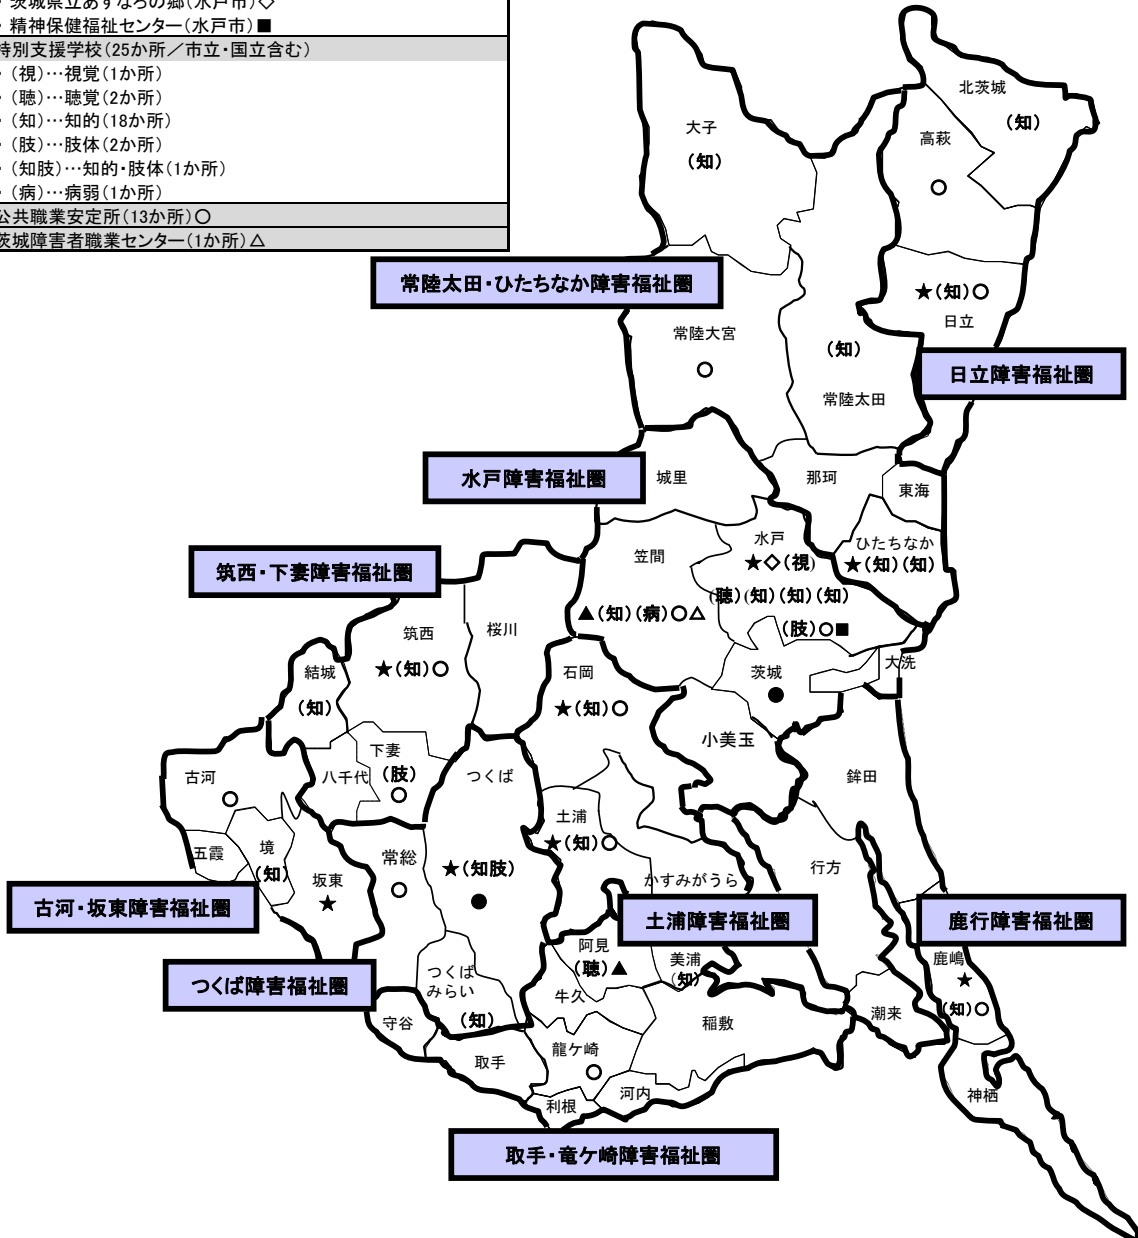 ・茨城県立あすなろの郷(水戸市)◇
・精神保健福祉センター(水戸市)■
特別支援学校(25か所／市立・国立含む)
・(視)…視覚(1か所)
・(聴)…聴覚(2か所)
・(知)…知的(18か所)
・(肢)…肢体(2か所)
・(知肢)…知的・肢体(1か所)
・(病)…病弱(1か所)
公共職業安定所(13か所)○
茨城障害者職業センター(1か所)△
北茨城
(知)
大子
(知)
高萩
○
常陸太田・ひたちなか障害福祉圏
★(知)○
日立
常陸大宮
○
(知)
常陸太田
日立障害福祉圏
水戸障害福祉圏
城里
那珂
東海
水戸
★◇(視)
(聴)(知)(知)(知)
(肢)○■
ひたちなか
★(知)(知)
笠間
▲(知)(病)○△
筑西・下妻障害福祉圏
筑西
★(知)○
桜川
結城
(知)
石岡
★(知)○
茨城
●
大洗
小美玉
下妻
(肢)
○
八千代
つくば
古河
○
鉾田
土浦
★(知)○
五霞
境
(知)
坂東
★
常総
○
★(知肢)
●
かすみがうら
行方
古河・坂東障害福祉圏
土浦障害福祉圏
鹿行障害福祉圏
阿見
(聴)▲
美浦
(知)
鹿嶋
★
(知)○
つくば障害福祉圏
つくば
みらい
(知)
牛久
守谷
稲敷
潮来
取手
龍ケ崎
○
利根
河内
神栖
取手・竜ケ崎障害福祉圏